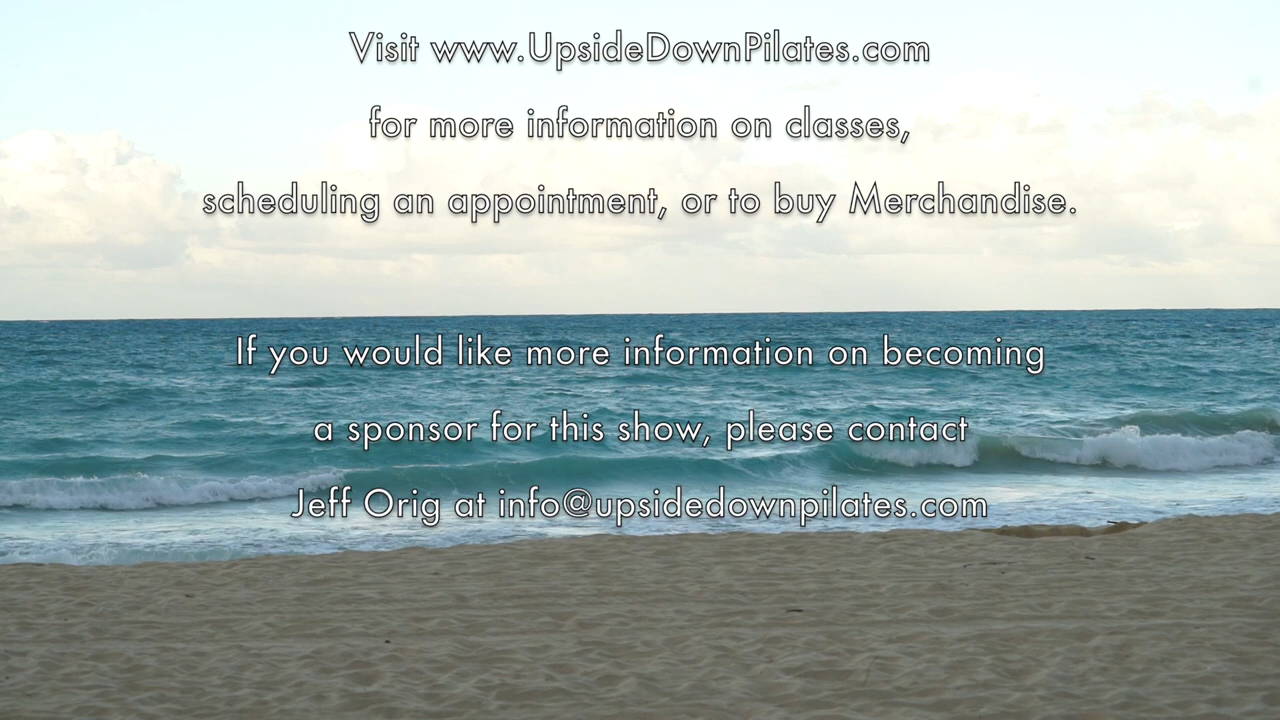 Visit www.UpsideDownPilates.com
for more information on classes,
scheduling an appointment, or to buy Merchandise.
If you would like more information on becoming
a sponsor for this show, please contact
Jeff Orig at info@upsidedownpilates.com